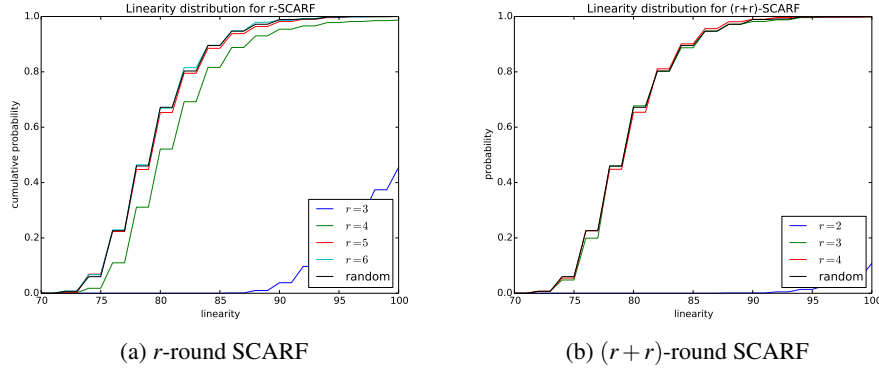 Linearity distribution for r-SCARF
1.0
0.8
0.6
0.4
0.2
0.0
cumulative probability
70 75 80 85 90 95 100
linearity
r = 3
r = 4
r = 5
r = 6
random
(a) r-round SCARF
Linearity distribution for (r+r)-SCARF
1.0
0.8
0.6
0.4
0.2
0.0
probability
70 75 80 85 90 95 100
linearity
r = 2
r = 3
r = 4
random
(b) (r + r)-round SCARF